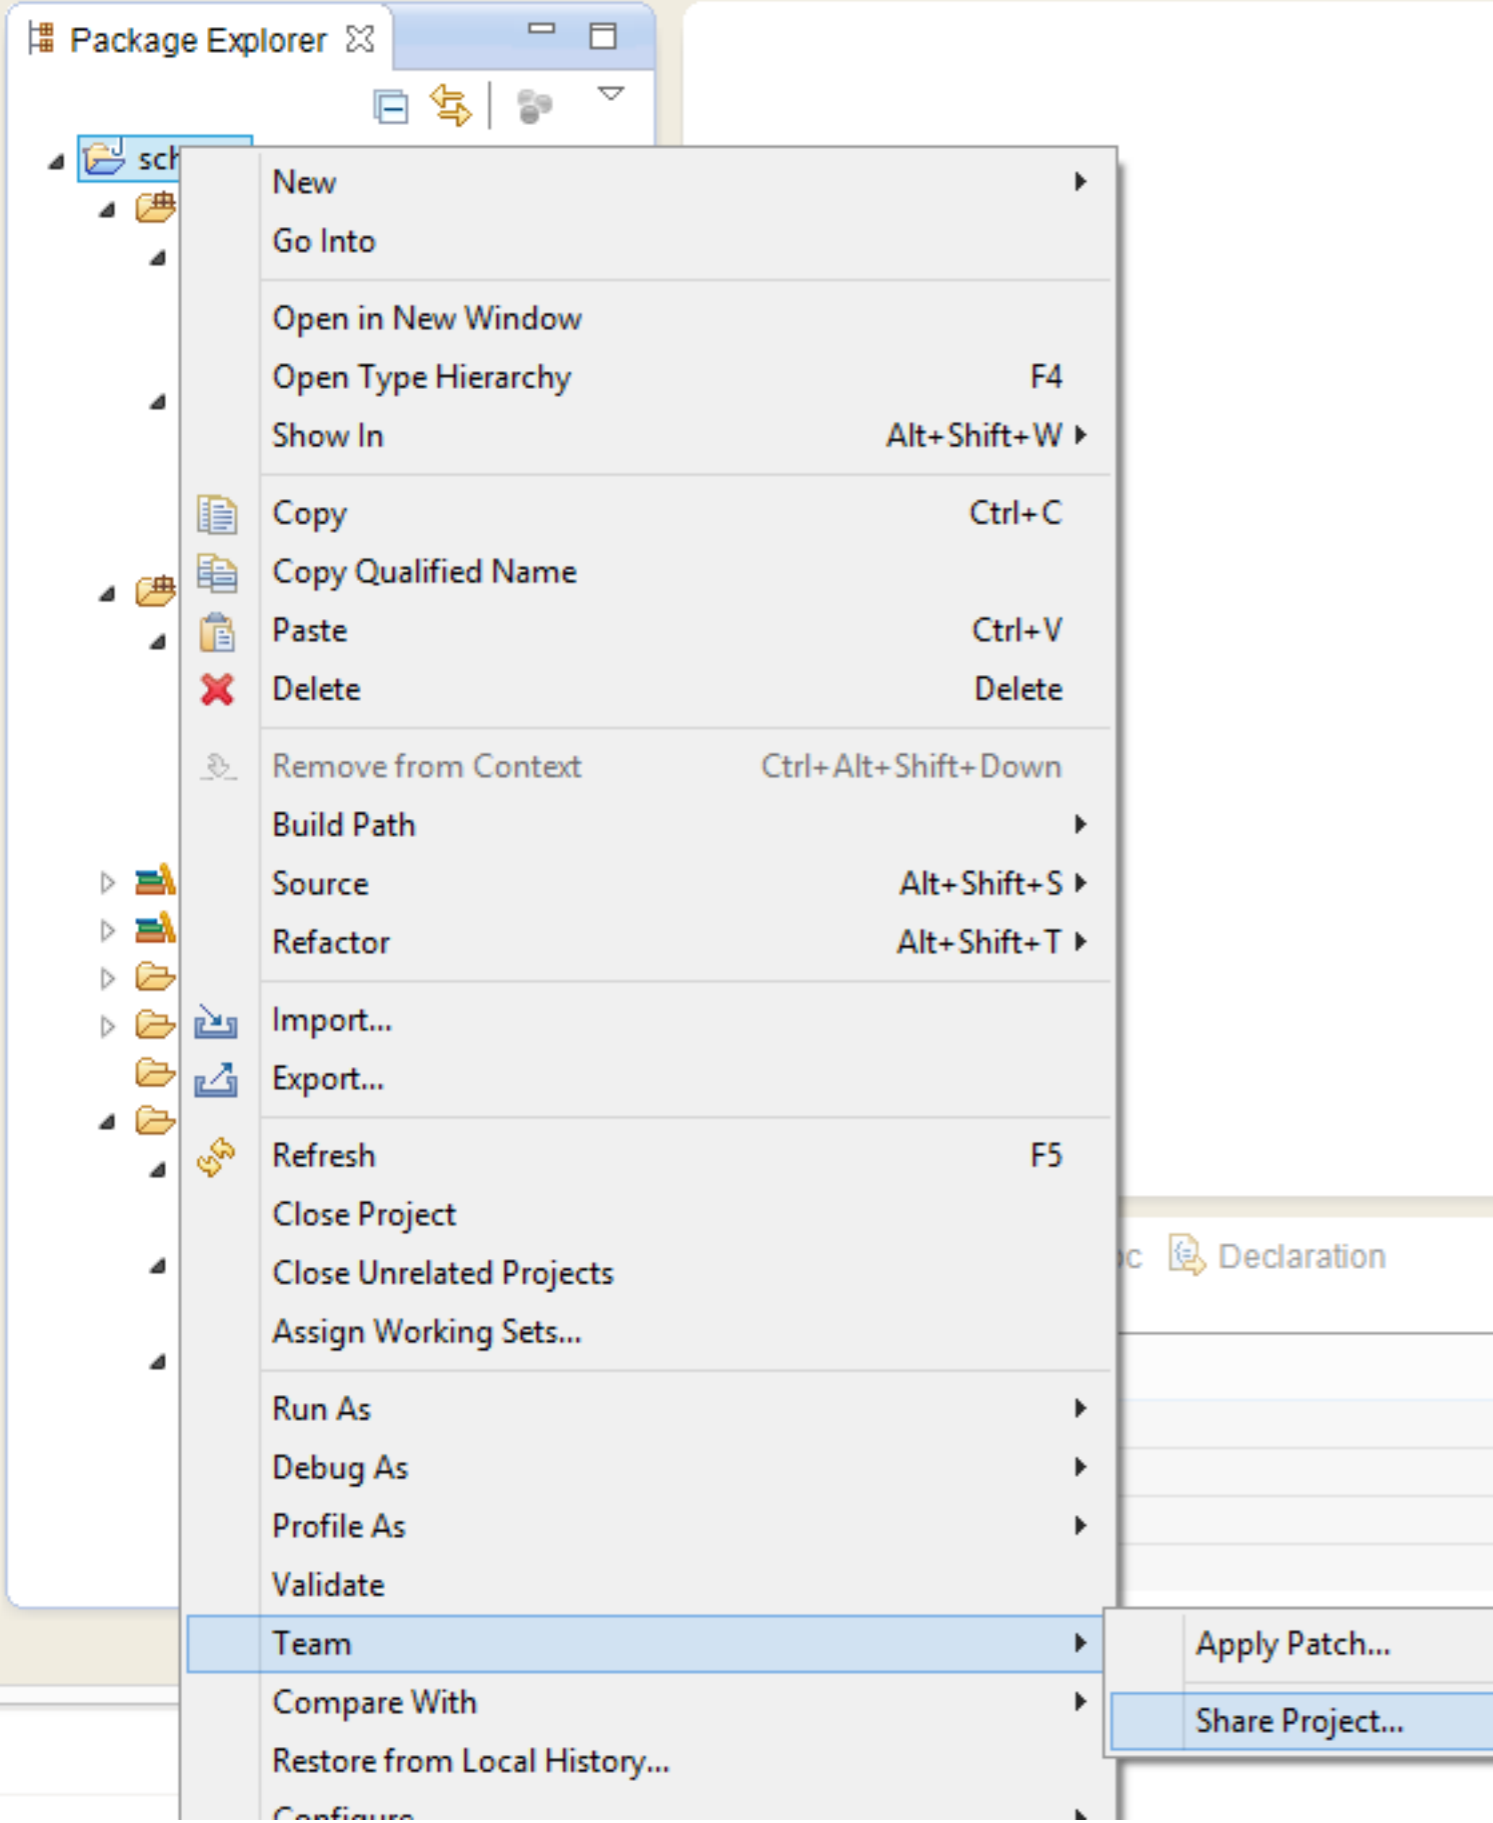 Package Explorer
sch
New
Go Into
Open in New Window
Open Type Hierarchy F4
Show In Alt+Shift+W
Copy Ctrl+C
Copy Qualified Name
Paste Ctrl+V
Delete Delete
Remove from Context Ctrl+Alt+Shift+Down
Build Path
Source Alt+Shift+S
Refactor Alt+Shift+T
Import...
Export...
Refresh F5
Close Project
oc Declaration
Close Unrelated Projects
Assign Working Sets...
Run As
Debug As
Profile As
Validate
Team
Apply Patch...
Compare With
Share Project...
Restore from Local History...
Configure